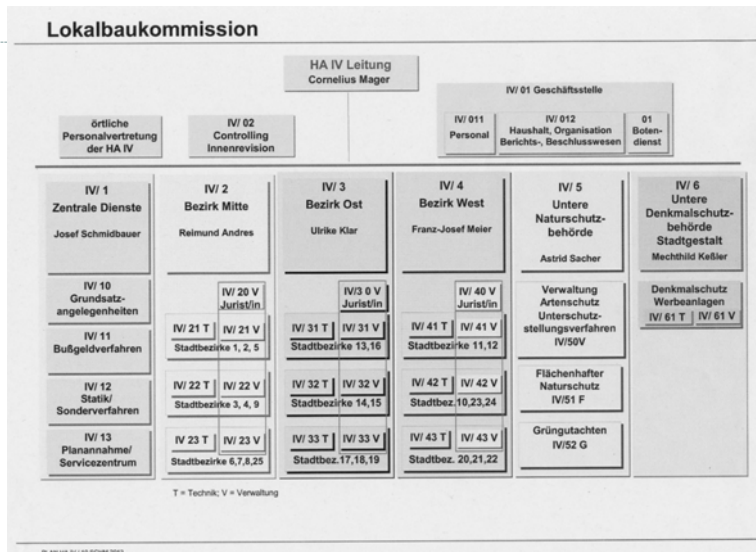 Lokalbaukommission
HA IV Leitung
Cornelius Mager
örtliche
Personalvertretung
der HA IV
IV/ 02
Controlling
Innenrevision
IV/ 01 Geschäftsstelle
IV/ 011
Personal
IV/ 012
Haushalt, Organisation
Berichts-, Beschlusswesen
01
Boten-
dienst
IV/ 1
Zentrale Dienste
Josef Schmidbauer
IV/ 10
Grundsatz-
angelegenheiten
IV/ 11
Bußgeldverfahren
IV/ 12
Statik/
Sonderverfahren
IV/ 13
Planannahme/
Servicezentrum
IV/ 2
Bezirk Mitte
Reimund Andres
IV/ 20 V
Jurist/in
IV/ 21 T IV/ 21 V
Stadtbezirke 1, 2, 5
IV/ 22 T IV/ 22 V
Stadtbezirke 3, 4, 9
IV 23 T IV/ 23 V
Stadtbezirke 6,7,8,25
IV/ 3
Bezirk Ost
Ulrike Klar
IV/3 0 V
Jurist/in
IV/ 31 T IV/ 31 V
Stadtbezirke 13,16
IV/ 32 T IV/ 32 V
Stadtbezirke 14,15
IV/ 33 T IV/ 33 V
Stadtbez.17,18,19
IV/ 4
Bezirk West
Franz-Josef Meier
IV/ 40 V
Jurist/in
IV/ 41 T IV/ 41 V
Stadtbezirke 11,12
IV/ 42 T IV/ 42 V
Stadtbez.10,23,24
IV/ 43 T IV/ 43 V
Stadtbez. 20,21,22
IV/ 5
Untere
Naturschutz-
behörde
Astrid Sacher
Verwaltung
Artenschutz
Unterschutz-
stellungsverfahren
IV/50V
Flächenhafter
Naturschutz
IV/51 F
Grüngutachten
IV/52 G
IV/ 6
Untere
Denkmalschutz-
behörde
Stadtgestalt
Mechthild Keßler
Denkmalschutz
Werbeanlagen
IV/ 61 T IV/ 61 V
T = Technik; V = Verwaltung